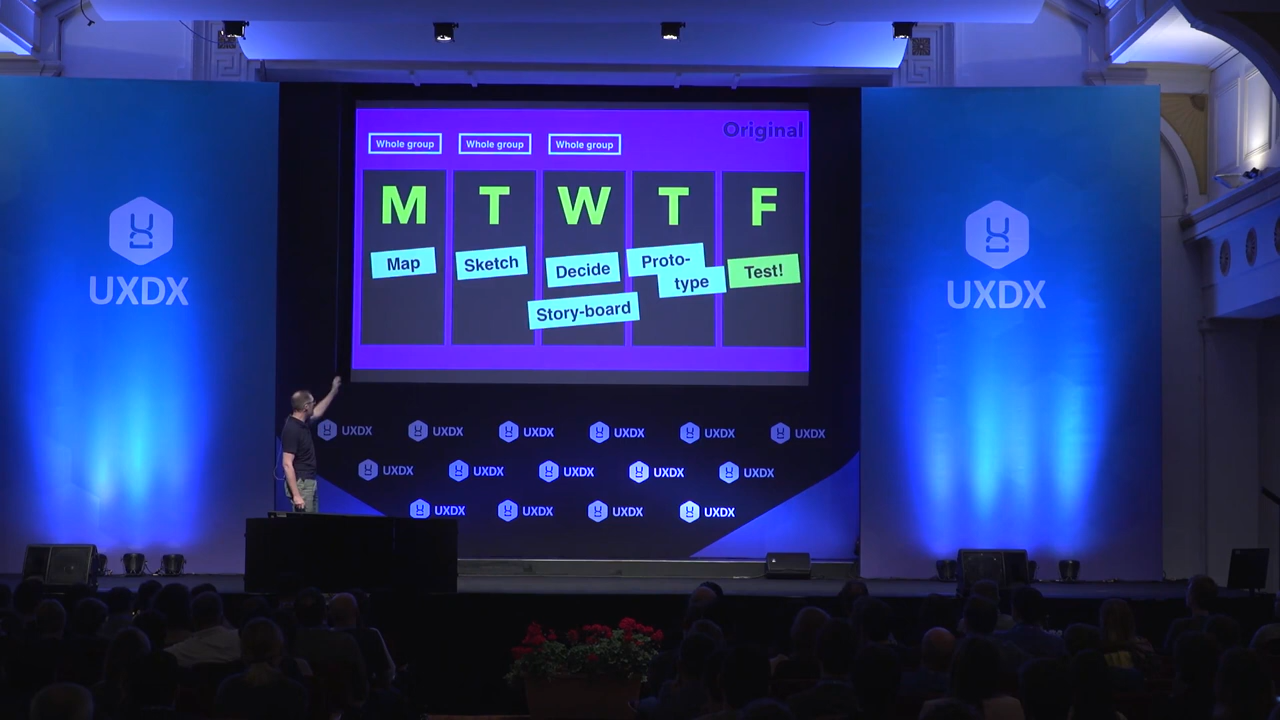 Original
Whole group
Whole group
Whole group
M T W T F
Map
Sketch
Decide
Story-board
Proto-
type
Test!
UXDX
UXDX
UXDX UXDX UXDX UXDX UXDX UXDX
UXDX UXDX UXDX UXDX UXDX
UXDX UXDX UXDX UXDX